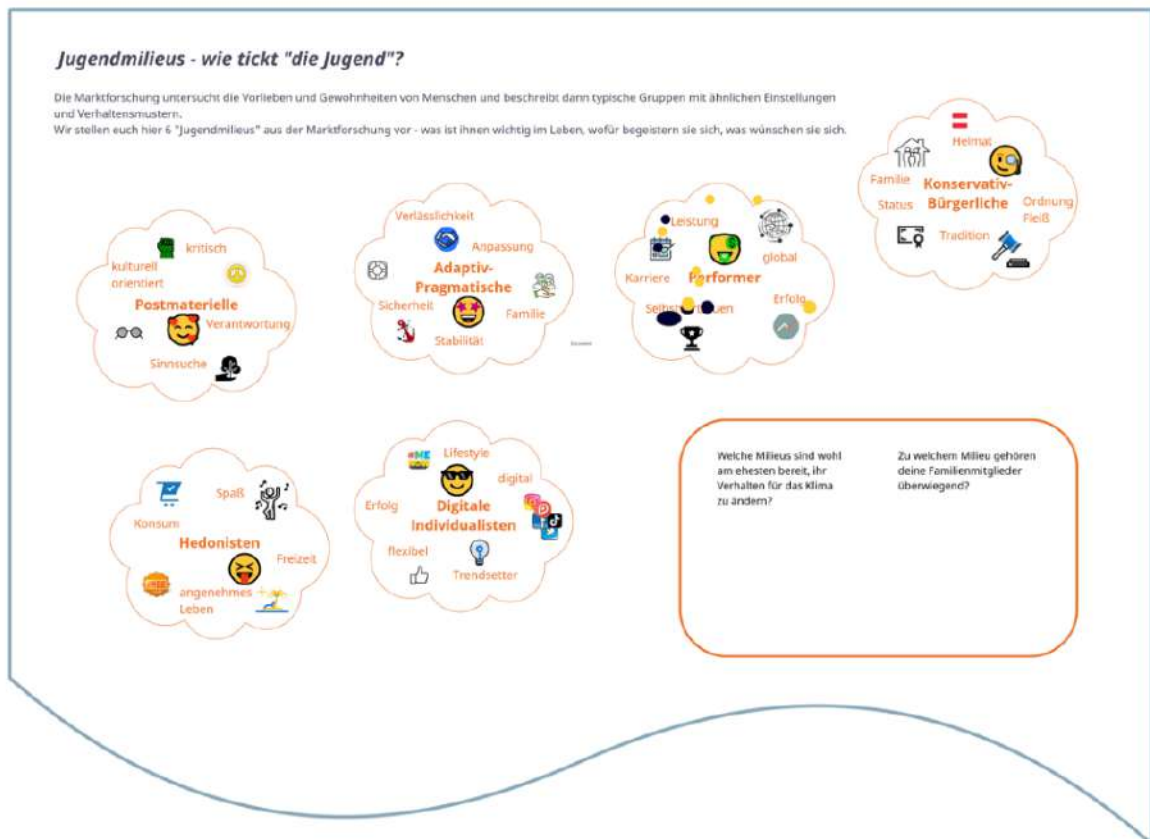 Jugendmilieus - wie tickt "die Jugend"?
Die Marktforschung untersucht die Vorlieben und Gewohnheiten von Menschen und beschreibt dann typische Gruppen mit ähnlichen Einstellungen
und Verhaltensmustern.
Wir stellen euch hier 6 "Jugendmilieus" aus der Marktforschung vor - was ist ihnen wichtig im Leben, wofür begeistern sie sich, was wünschen sie sich.
kritisch
kulturell
orientiert
Postmaterielle
Verantwortung
Sinnsuche
Verlässlichkeit
Anpassung
Adaptiv-
Pragmatische
Sicherheit
Familie
Stabilität
Leistung
global
Karriere
Performer
Selbstvertrauen
Erfolg
Heimat
Familie
Konservativ-
Bürgerliche
Status
Ordnung
Fleiß
Tradition
Spaß
Konsum
Hedonisten
Freizeit
angenehmes
Leben
#ME
Lifestyle
digital
Erfolg
Digitale
Individualisten
flexibel
Trendsetter
Welche Milieus sind wohl
am ehesten bereit, ihr
Verhalten für das Klima
zu ändern?
Zu welchem Milieu gehören
deine Familienmitglieder
überwiegend?